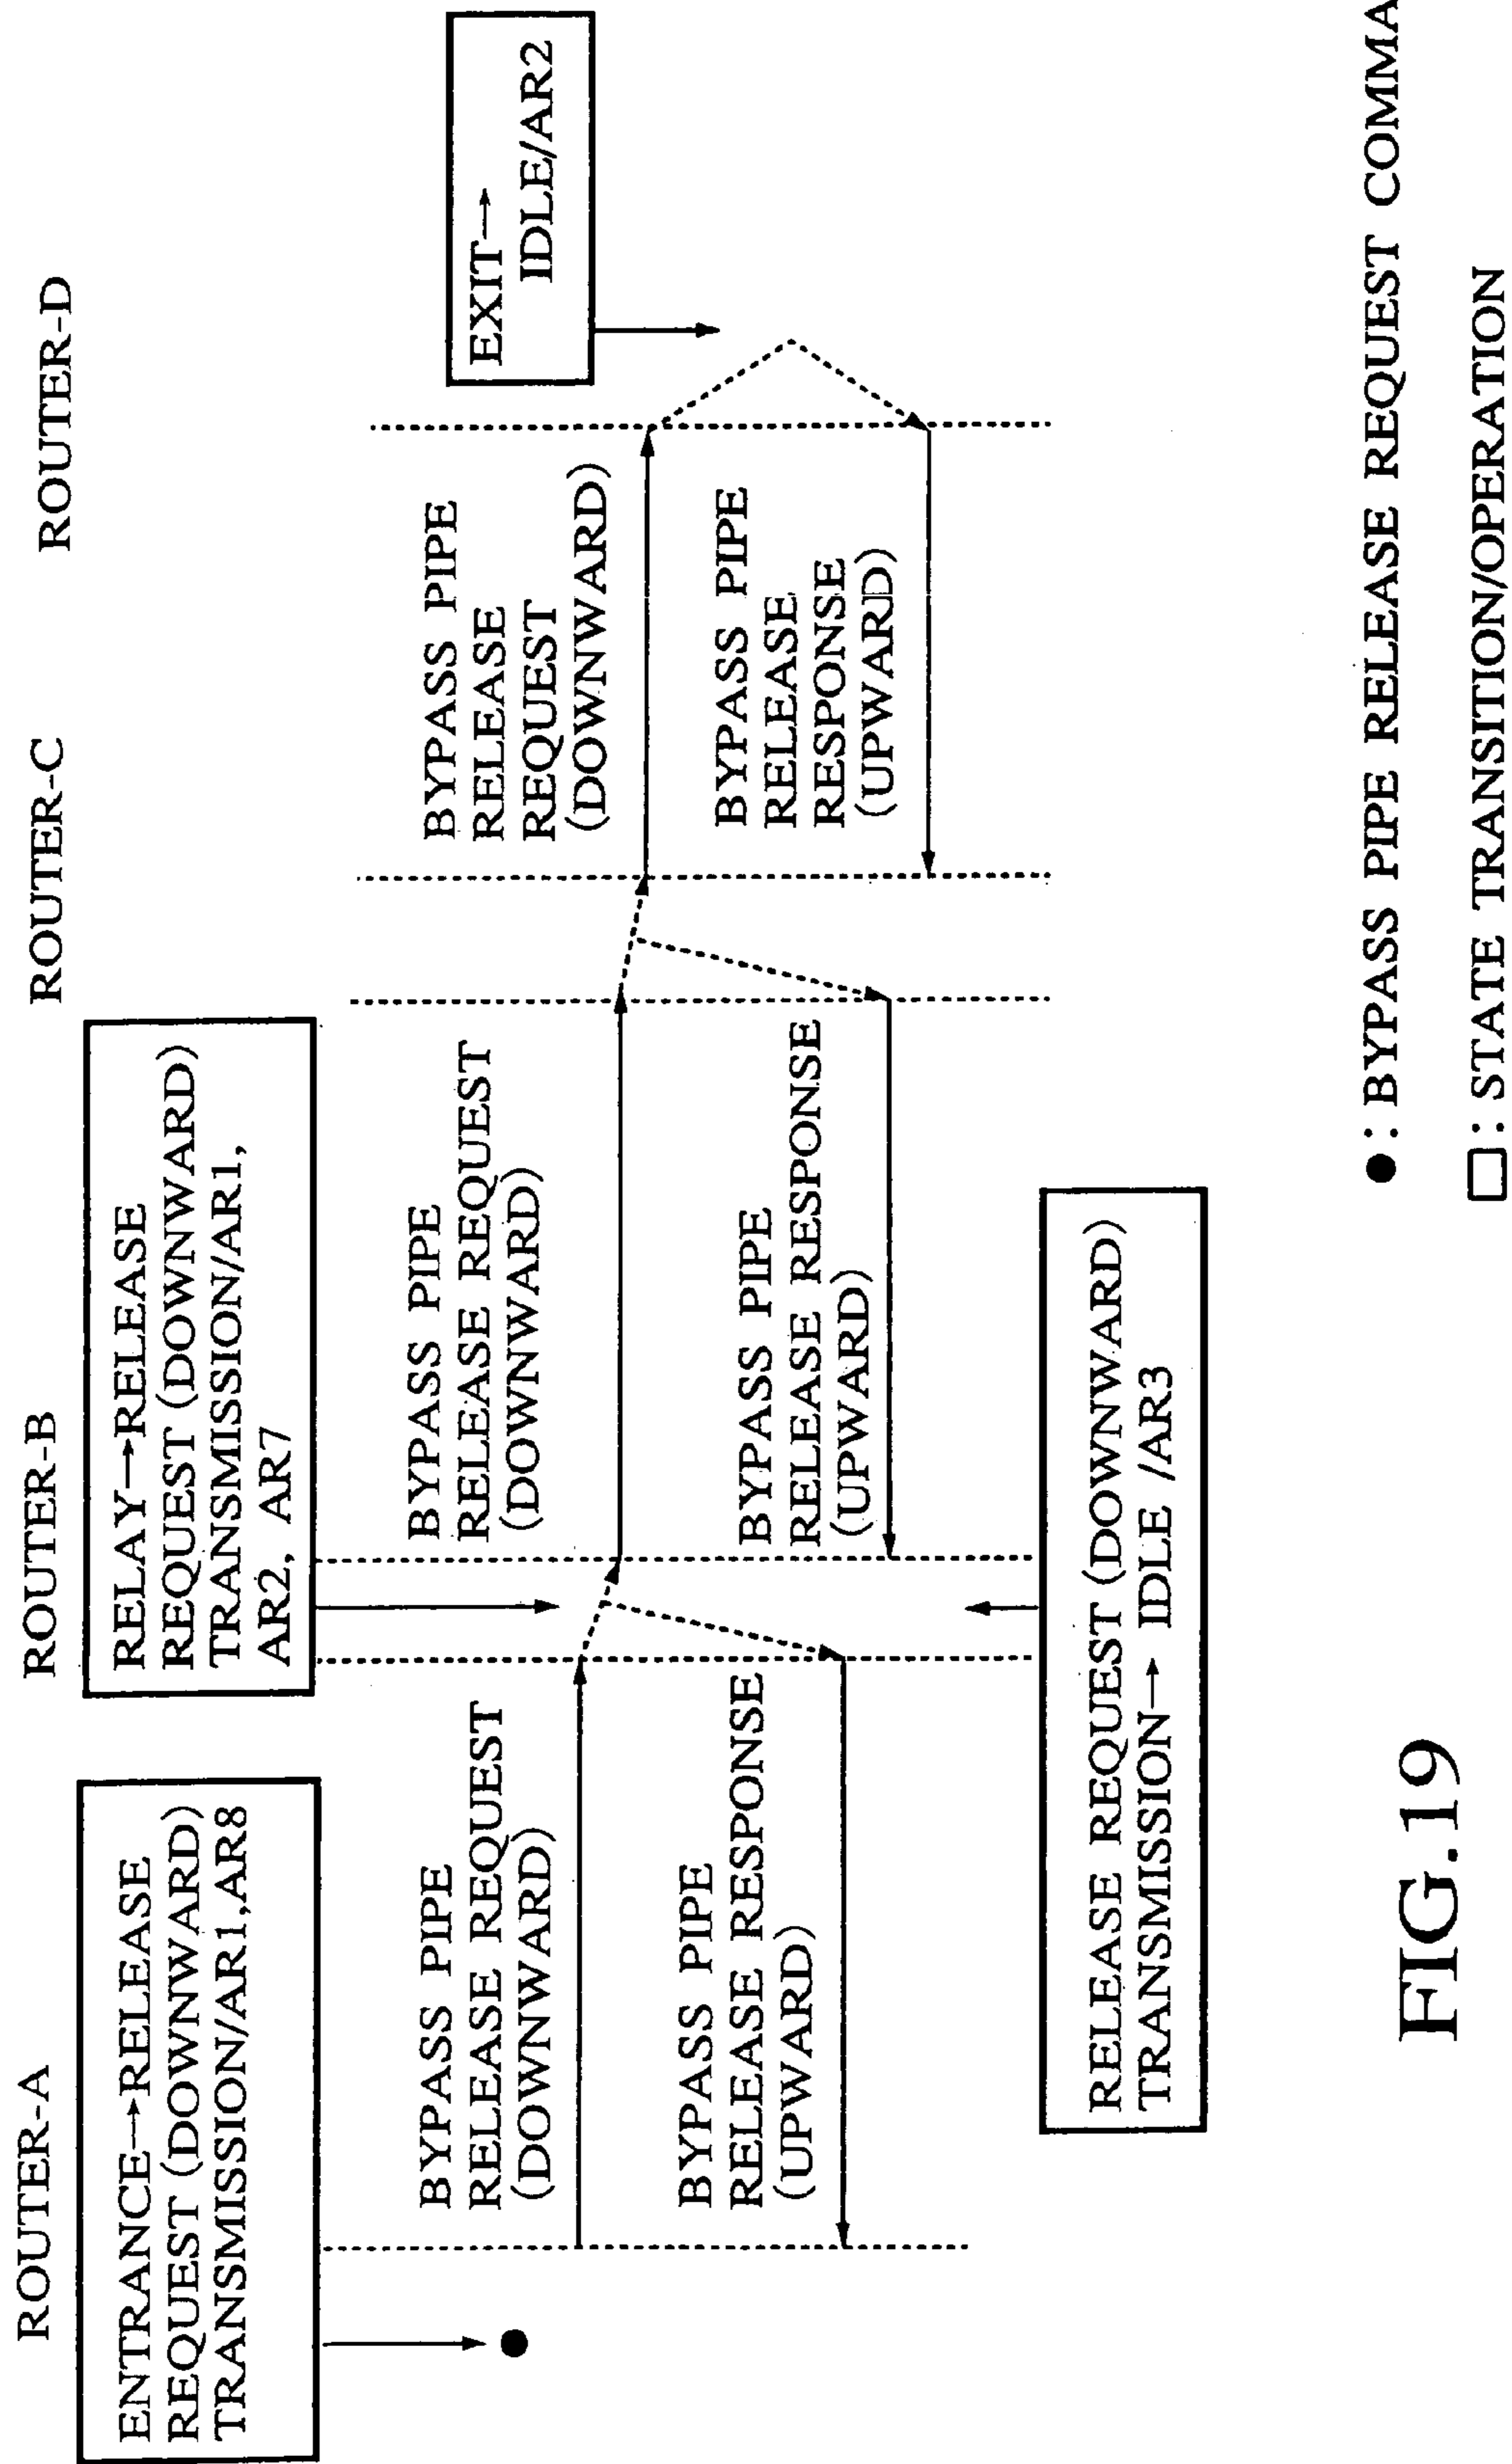 ROUTER-A
ROUTER-B
ROUTER-C
ROUTER-D
ENTRANCE→RELEASE
REQUEST (DOWNWARD)
TRANSMISSION/AR1,AR8
RELAY→RELEASE
REQUEST (DOWNWARD)
TRANSMISSION/AR1,
AR2, AR7
EXIT→
IDLE/AR2
BYPASS PIPE
RELEASE REQUEST
(DOWNWARD)
BYPASS PIPE
RELEASE REQUEST
(DOWNWARD)
BYPASS PIPE
RELEASE
REQUEST
(DOWNWARD)
BYPASS PIPE
RELEASE RESPONSE
(UPWARD)
BYPASS PIPE
RELEASE RESPONSE
(UPWARD)
BYPASS PIPE
RELEASE
RESPONSE
(UPWARD)
RELEASE REQUEST (DOWNWARD)
TRANSMISSION→ IDLE /AR3
● : BYPASS PIPE RELEASE REQUEST COMMA
□ : STATE TRANSITION/OPERATION
FIG.19